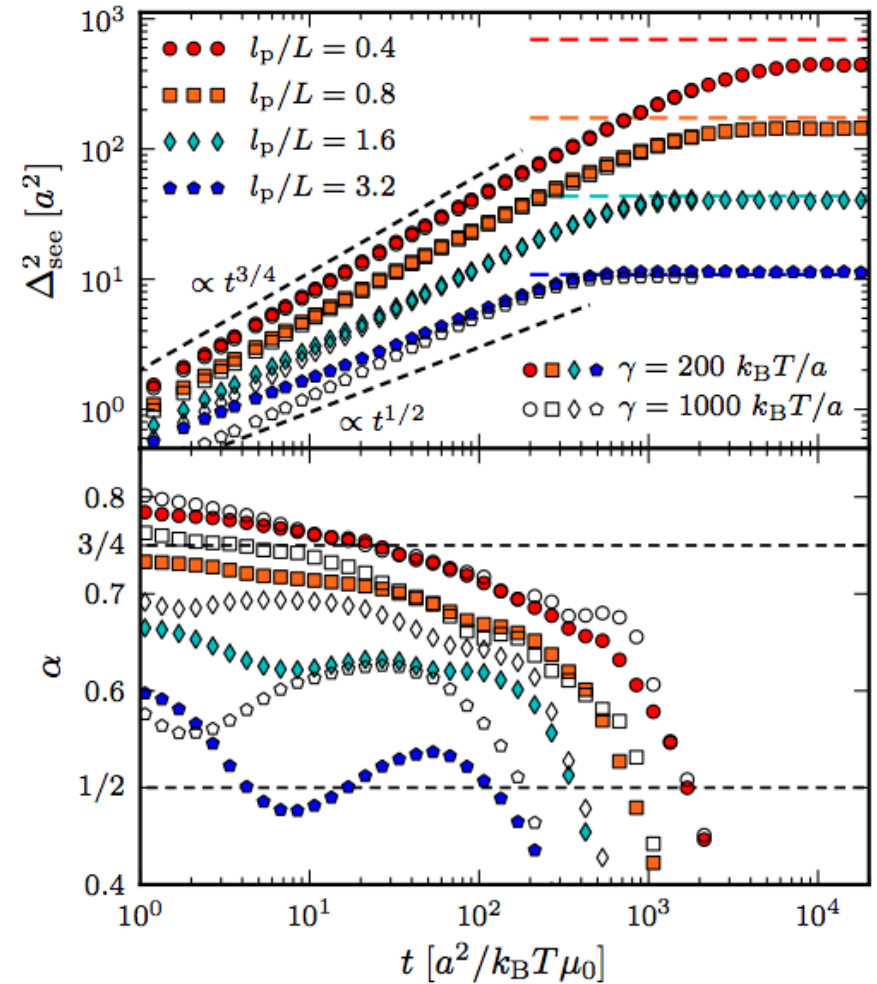 10³
10²
10¹
10⁰
Δ²see [a²]
lp/L = 0.4
lp/L = 0.8
lp/L = 1.6
lp/L = 3.2
∝ t³/⁴
∝ t¹/²
γ = 200 kBT/a
γ = 1000 kBT/a
0.8
3/4
0.7
0.6
1/2
0.4
α
10⁰ 10¹ 10² 10³ 10⁴
t [a²/kBTμ₀]